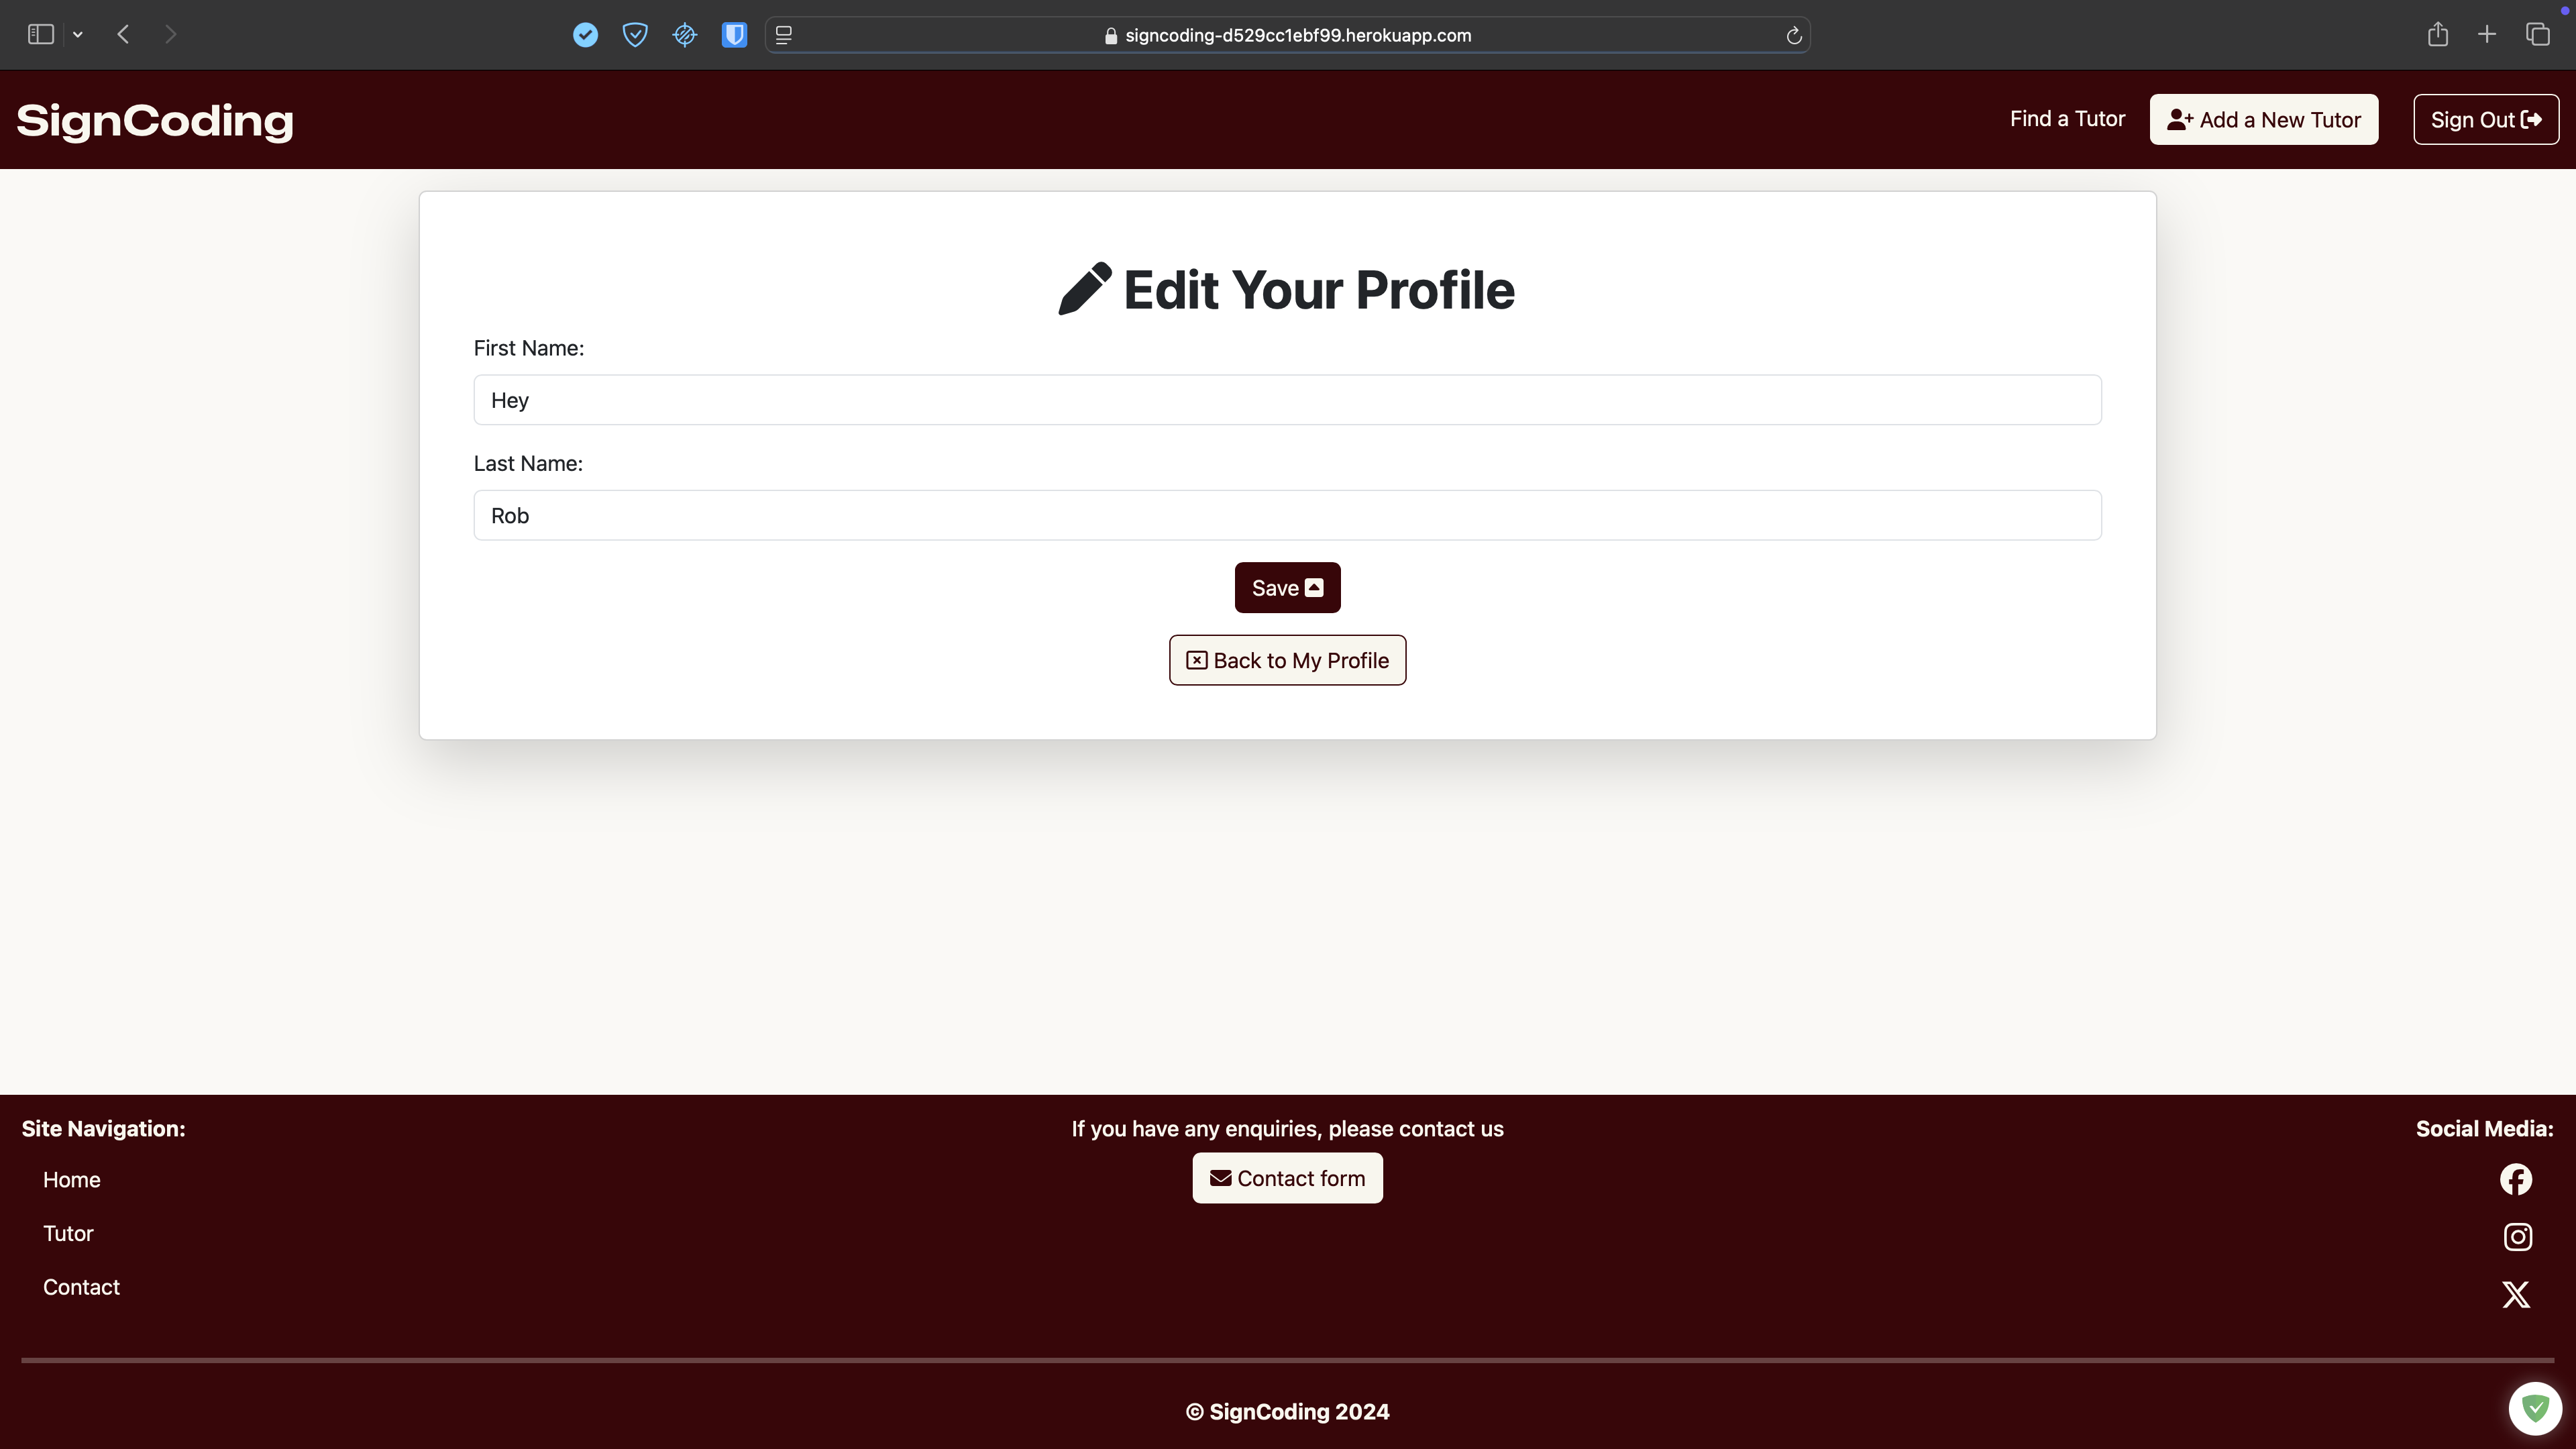 signcoding-d529cc1ebf99.herokuapp.com
SignCoding
Find a Tutor
Add a New Tutor
Sign Out
Edit Your Profile
First Name:
Hey
Last Name:
Rob
Save
Back to My Profile
Site Navigation:
Home
Tutor
Contact
If you have any enquiries, please contact us
Contact form
Social Media:
© SignCoding 2024